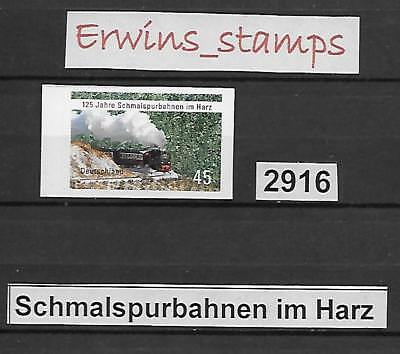 Erwins_stamps
125 Jahre Schmalspurbahnen im Harz
Deutschland
45
2916
Schmalspurbahnen im Harz